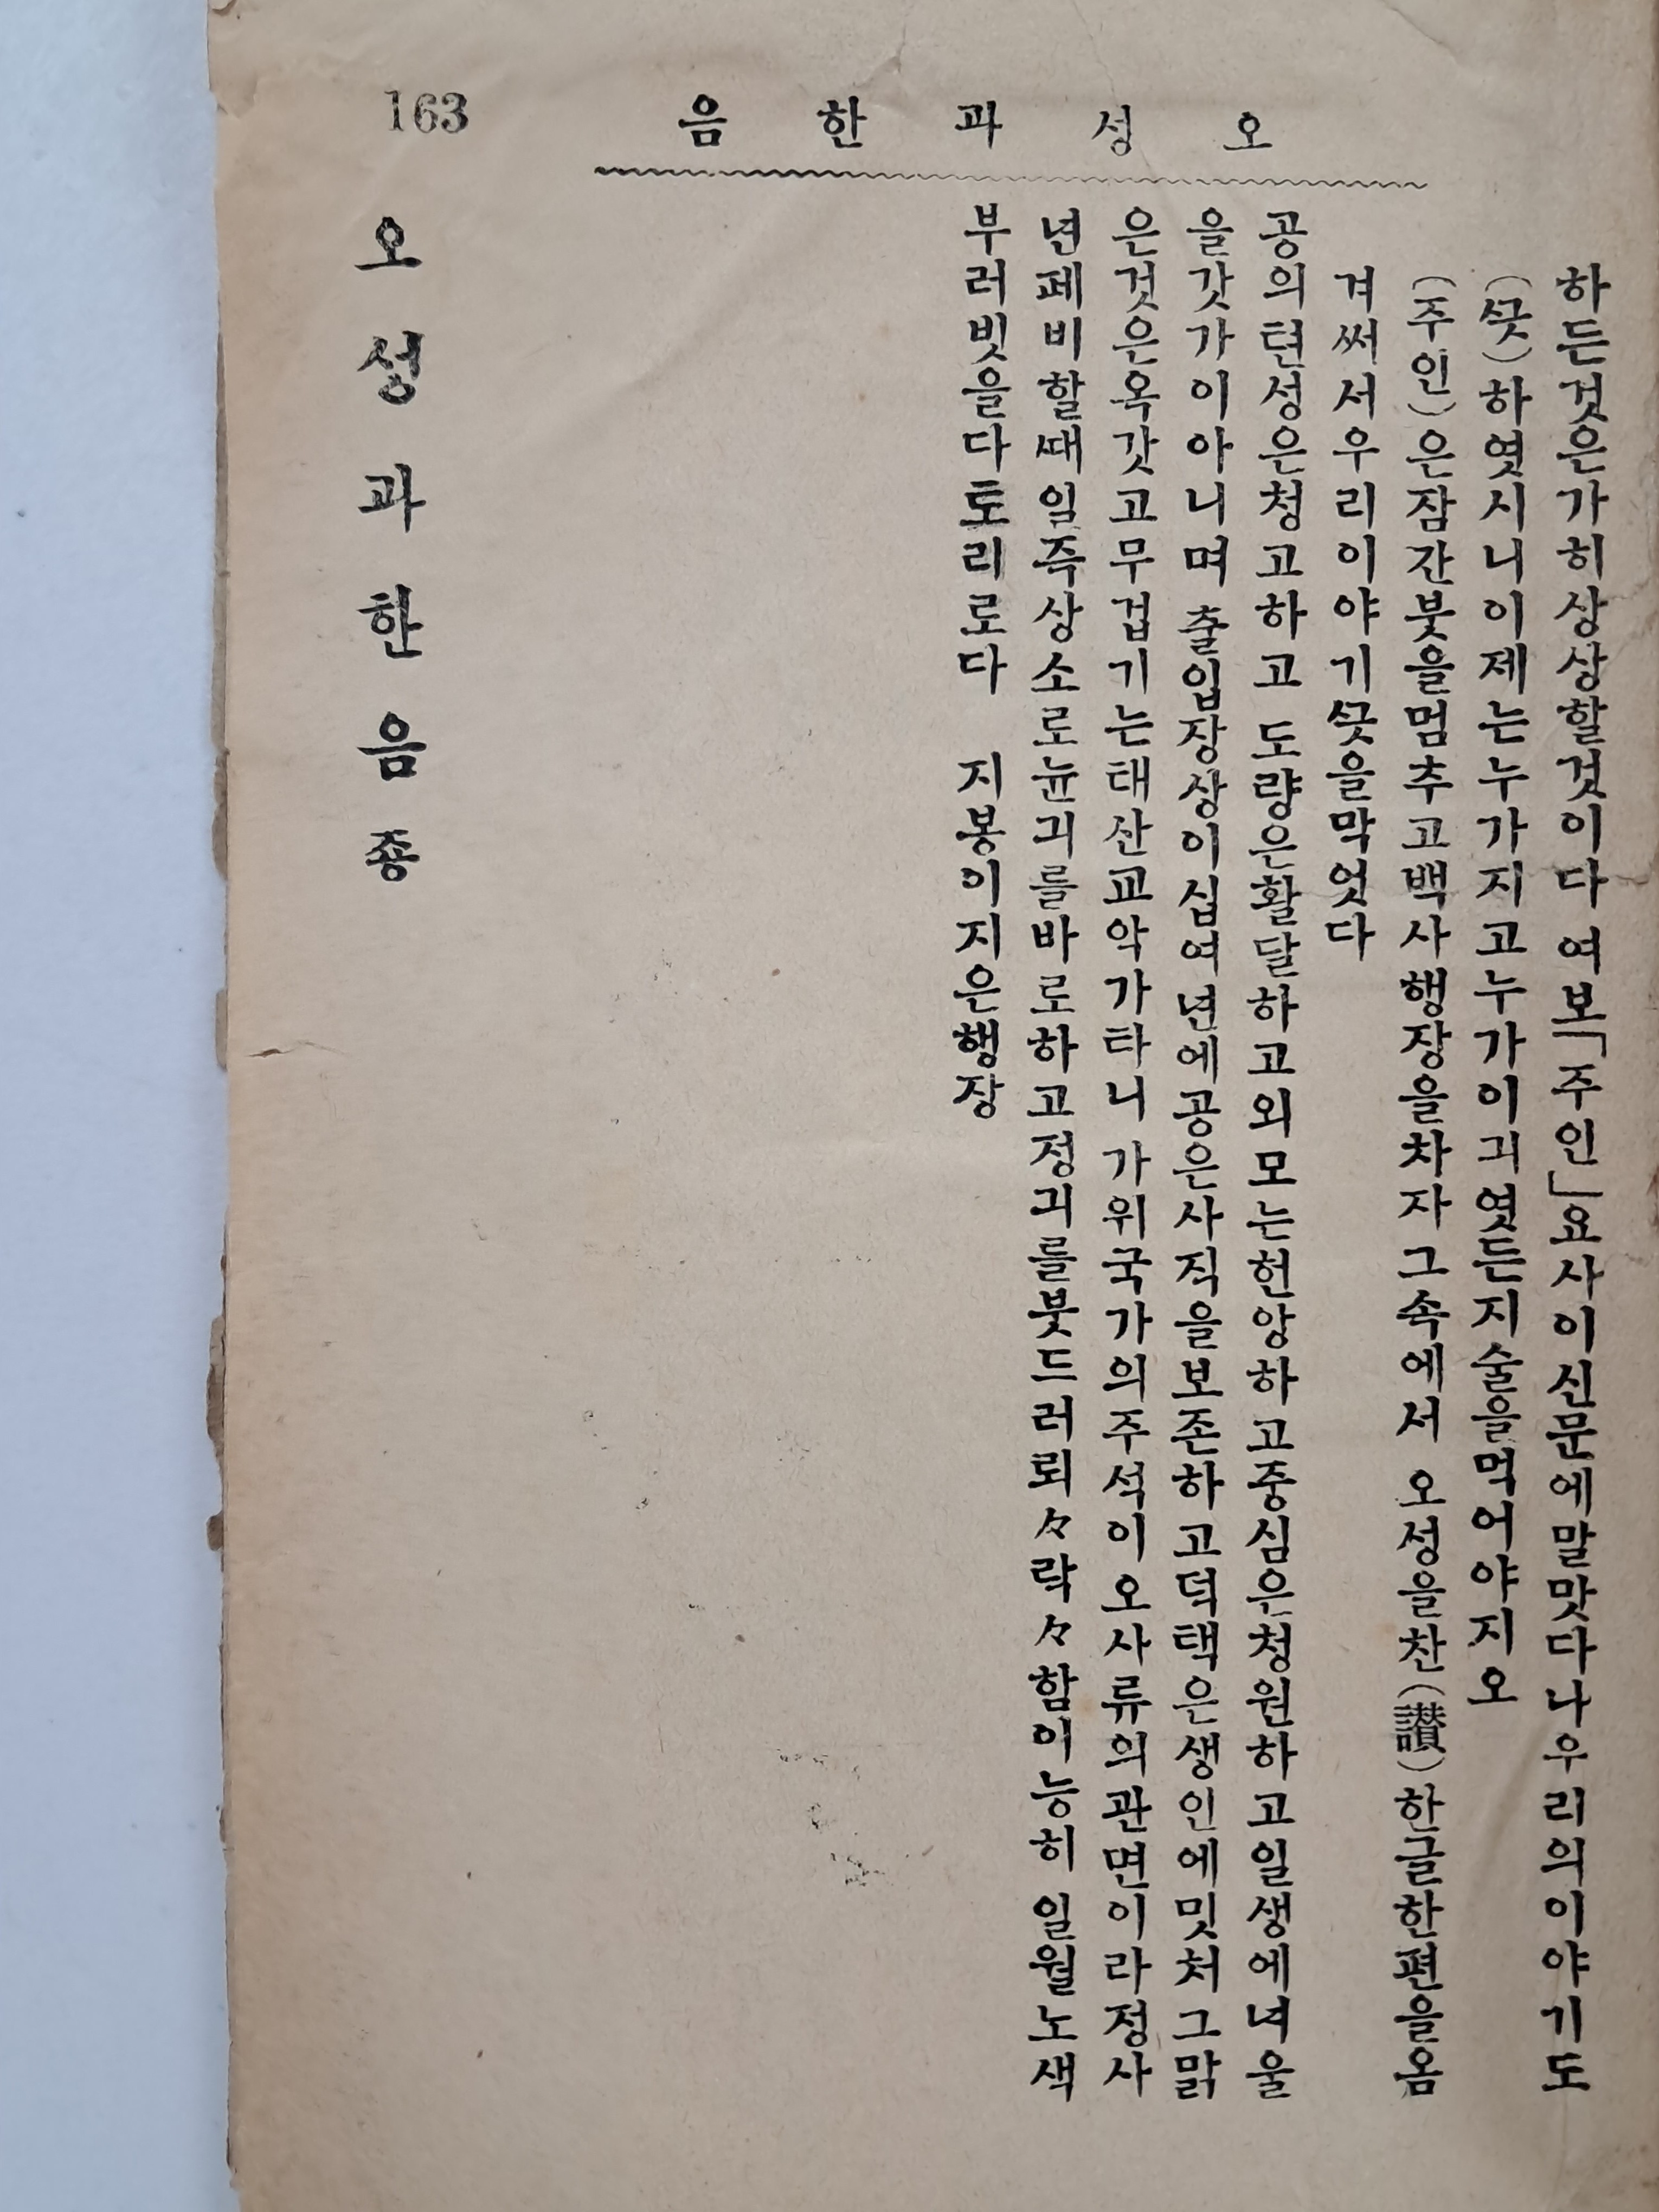 163
오성과한음
하든것은가히상상할것이다 여보「주인」요사이신문에말맛다나우리의이야기도
(끗)하엿시니이제는누가지고누가이긔엿든지술을먹어야지오
(주인)은잠간붓을멈추고백사행장을차자그속에서 오성을찬(讃)한글한편을옴
겨써서우리이야기끗을막엇다
공의텬성은청고하고 도량은활달하고외모는헌앙하고중심은청원하고일생에녀울
을갓가이아니며 출입장상이십여년에공은사직을보존하고덕택은생인에밋처그맑
은것은옥갓고무겁기는태산교악가타니 가위국가의주석이오사류의관면이라정사
년폐비할때일죽상소로뉸긔를바로하고정긔를붓드러뢰々락々함이능히일월노색
부러빗을다토리로다 지봉이지은행장
오성과한음죵